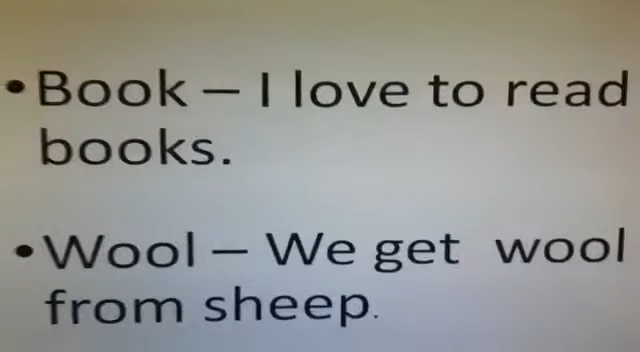 •Book – I love to read
books.
•Wool – We get wool
from sheep.